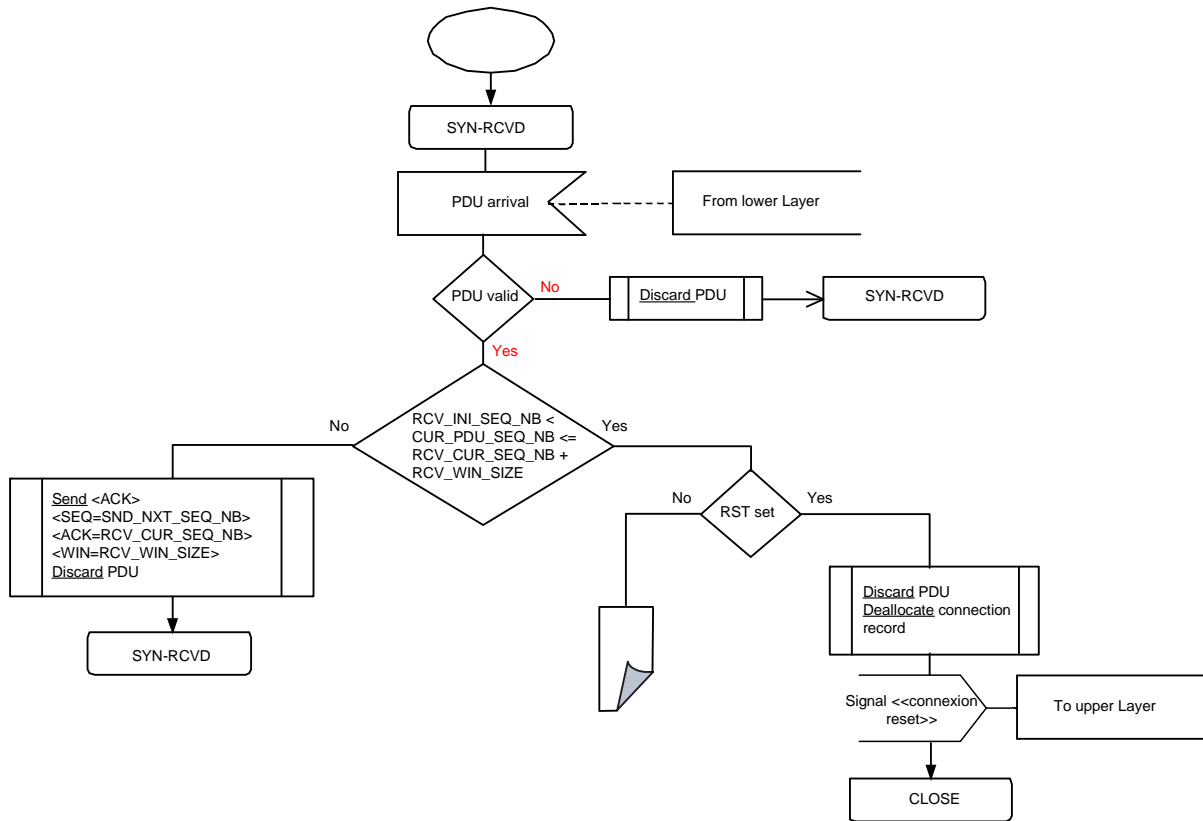 SYN-RCVD
PDU arrival
From lower Layer
PDU valid
No
Discard PDU
SYN-RCVD
Yes
No
RCV_INI_SEQ_NB <
CUR_PDU_SEQ_NB <=
RCV_CUR_SEQ_NB +
RCV_WIN_SIZE
Yes
Send <ACK>
<SEQ=SND_NXT_SEQ_NB>
<ACK=RCV_CUR_SEQ_NB>
<WIN=RCV_WIN_SIZE>
Discard PDU
SYN-RCVD
No
RST set
Yes
Discard PDU
Deallocate connection
record
Signal <<connexion
reset>>
To upper Layer
CLOSE